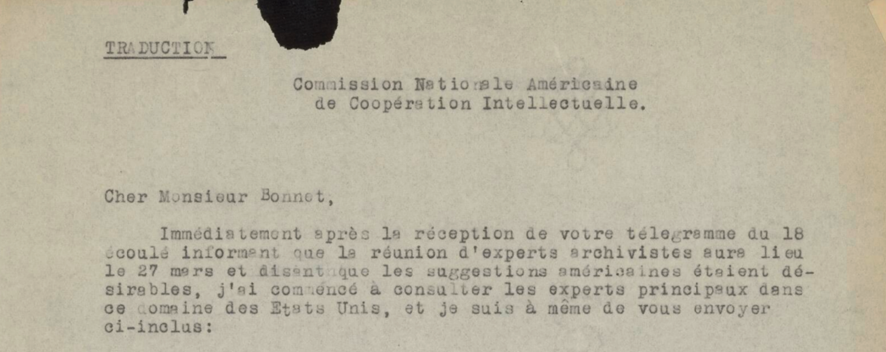 TRADUCTION
Commission Nationale Américaine
de Coopération Intellectuelle.
Cher Monsieur Bonnet,
Immédiatement après la réception de votre télegramme du 18
écoulé informant que la réunion d'experts archivistes aura lieu
le 27 mars et disant que les suggestions américaines étaient dé-
sirables, j'ai commencé à consulter les experts principaux dans
ce domaine des Etats Unis, et je suis à même de vous envoyer
ci-inclus: